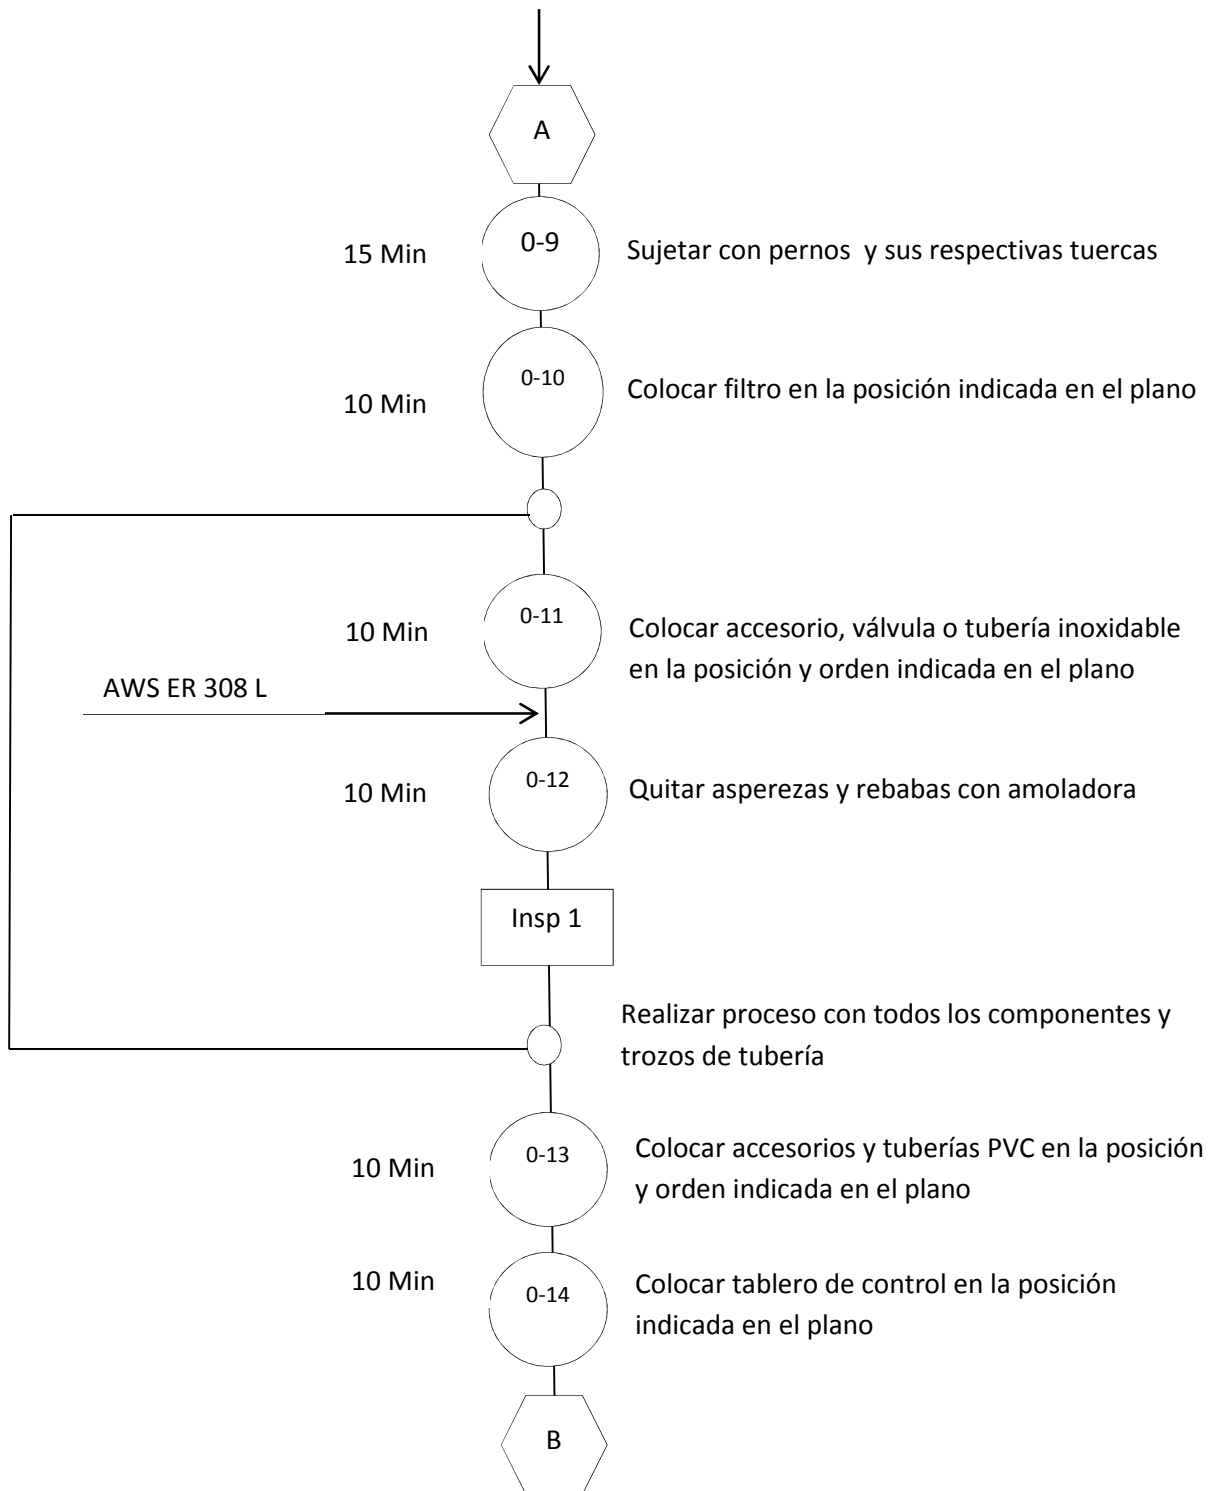 A
15 Min
0-9
Sujetar con pernos  y sus respectivas tuercas
10 Min
0-10
Colocar filtro en la posición indicada en el plano
10 Min
0-11
Colocar accesorio, válvula o tubería inoxidable
en la posición y orden indicada en el plano
AWS ER 308 L
10 Min
0-12
Quitar asperezas y rebabas con amoladora
Insp 1
Realizar proceso con todos los componentes y
trozos de tubería
10 Min
0-13
Colocar accesorios y tuberías PVC en la posición
y orden indicada en el plano
10 Min
0-14
Colocar tablero de control en la posición
indicada en el plano
B